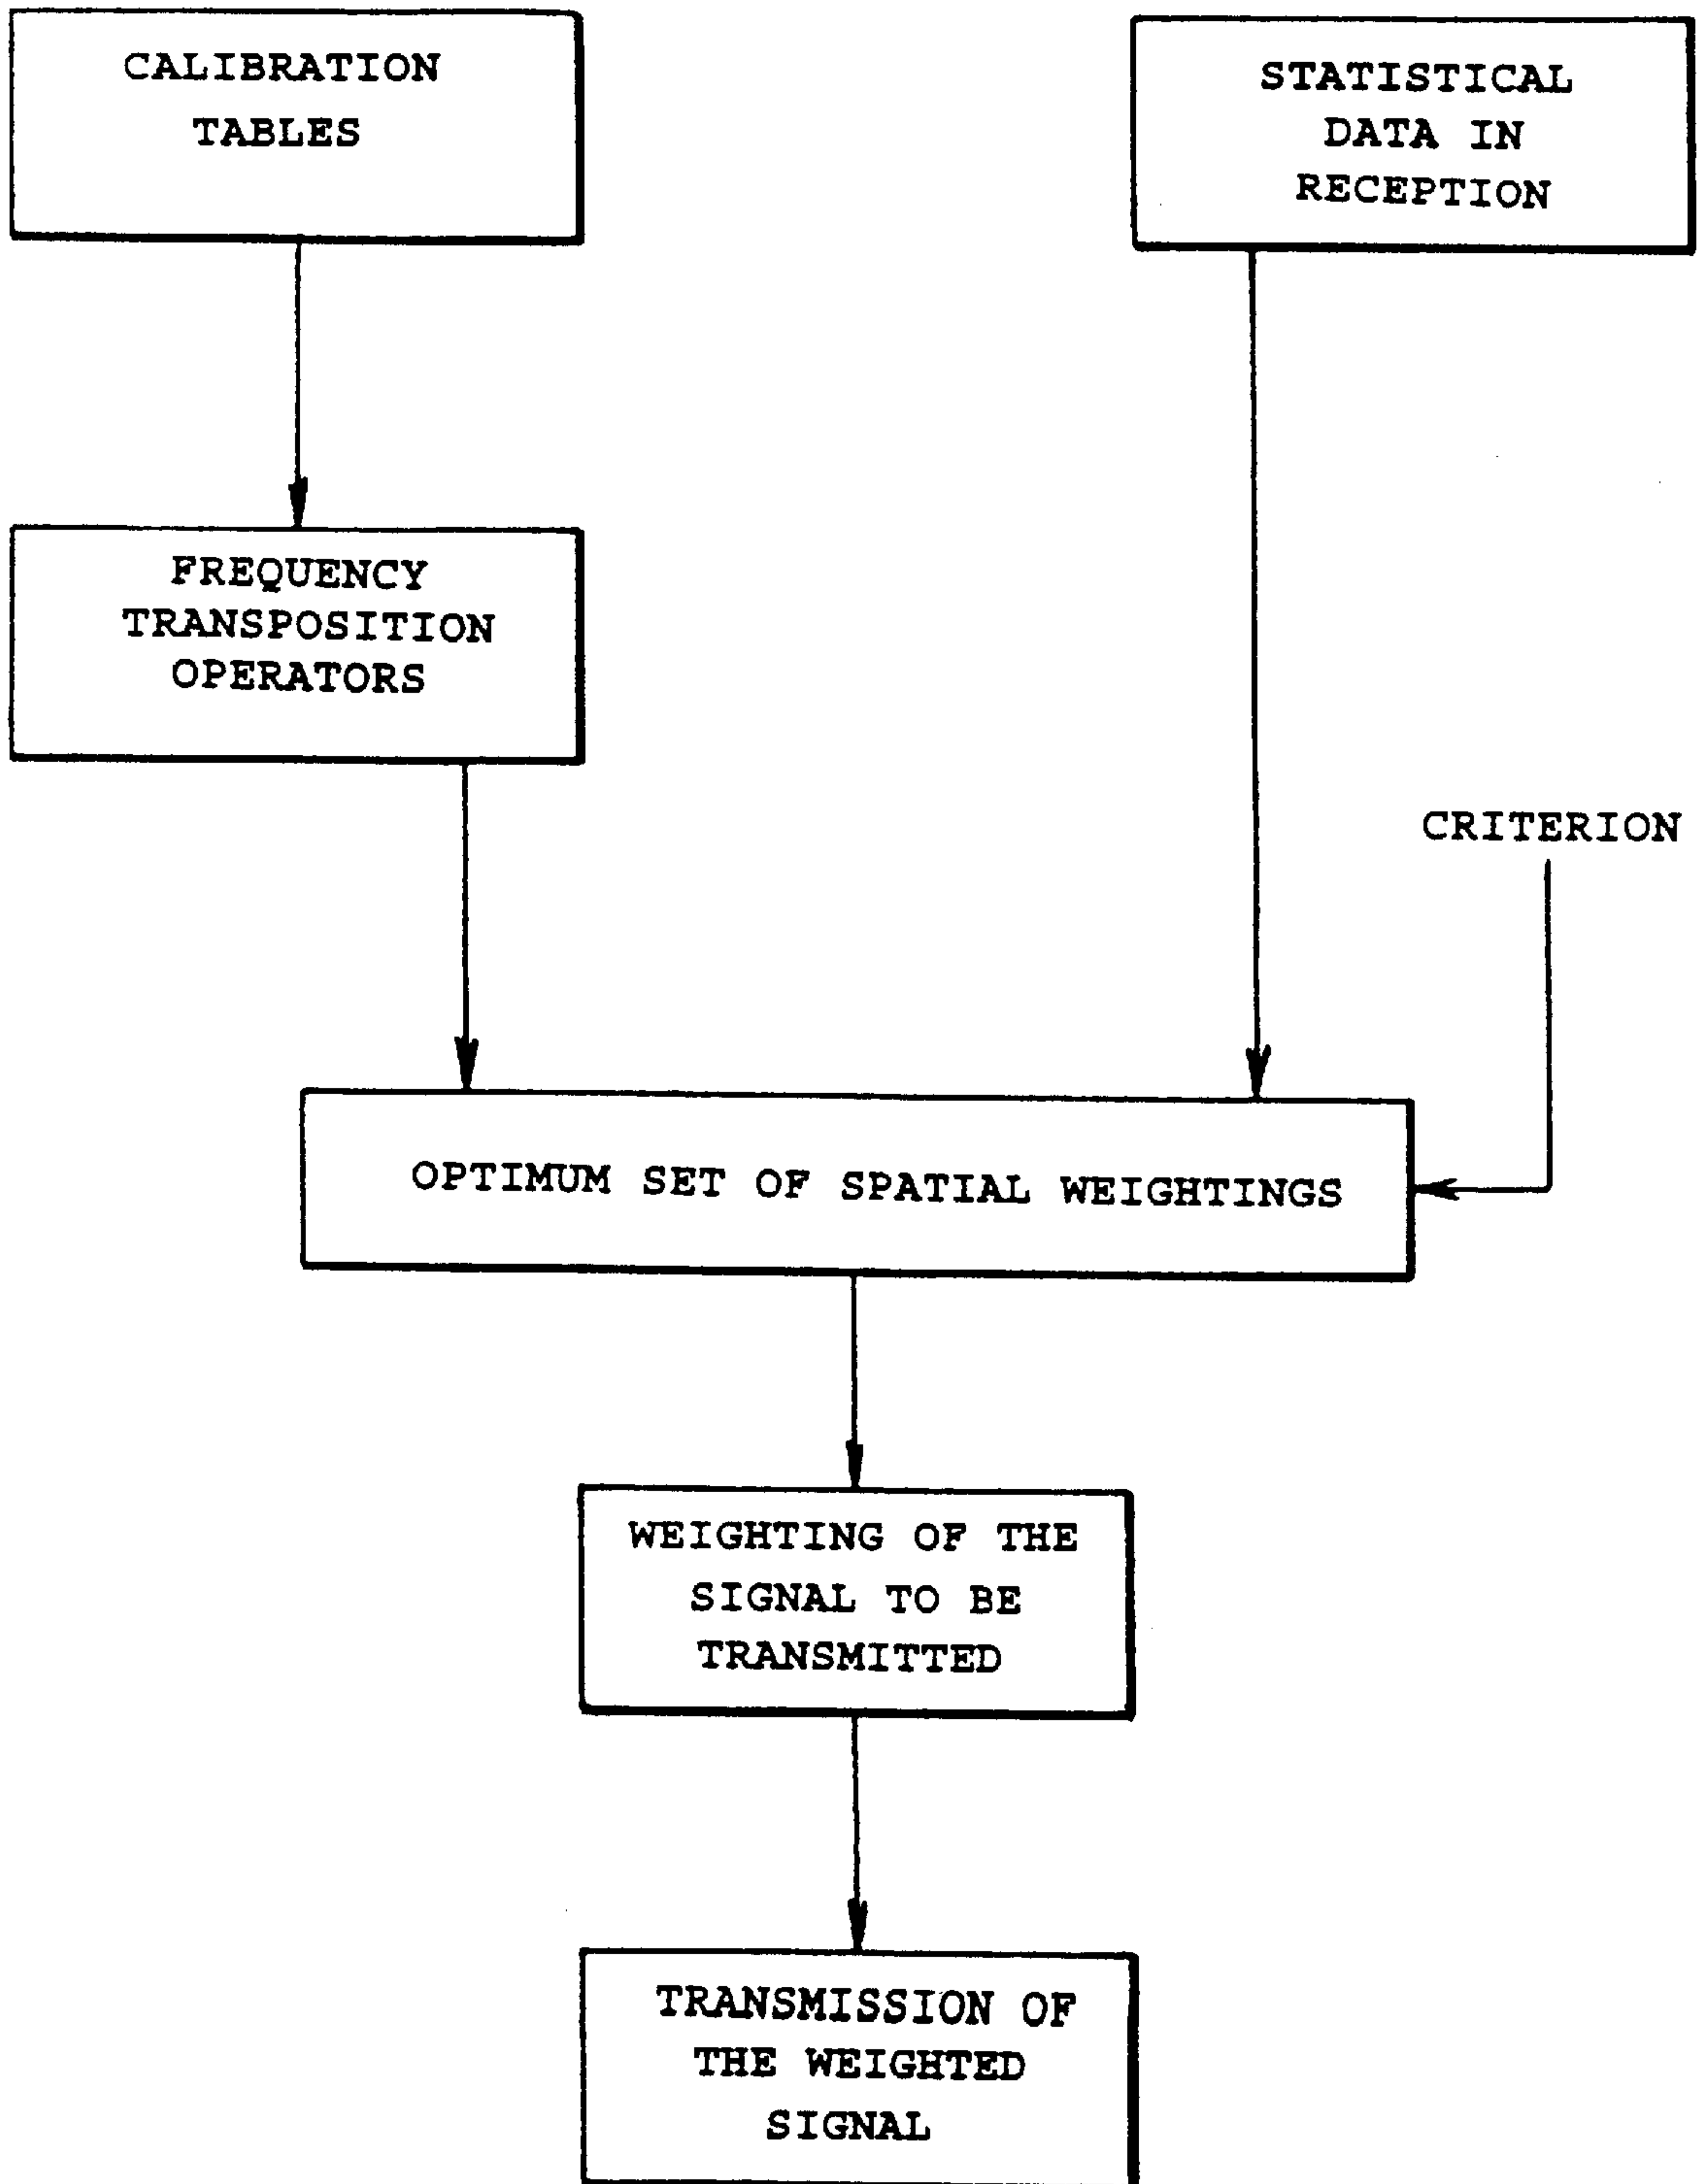 CALIBRATION
TABLES
STATISTICAL
DATA IN
RECEPTION
FREQUENCY
TRANSPOSITION
OPERATORS
CRITERION
OPTIMUM SET OF SPATIAL WEIGHTINGS
WEIGHTING OF THE
SIGNAL TO BE
TRANSMITTED
TRANSMISSION OF
THE WEIGHTED
SIGNAL